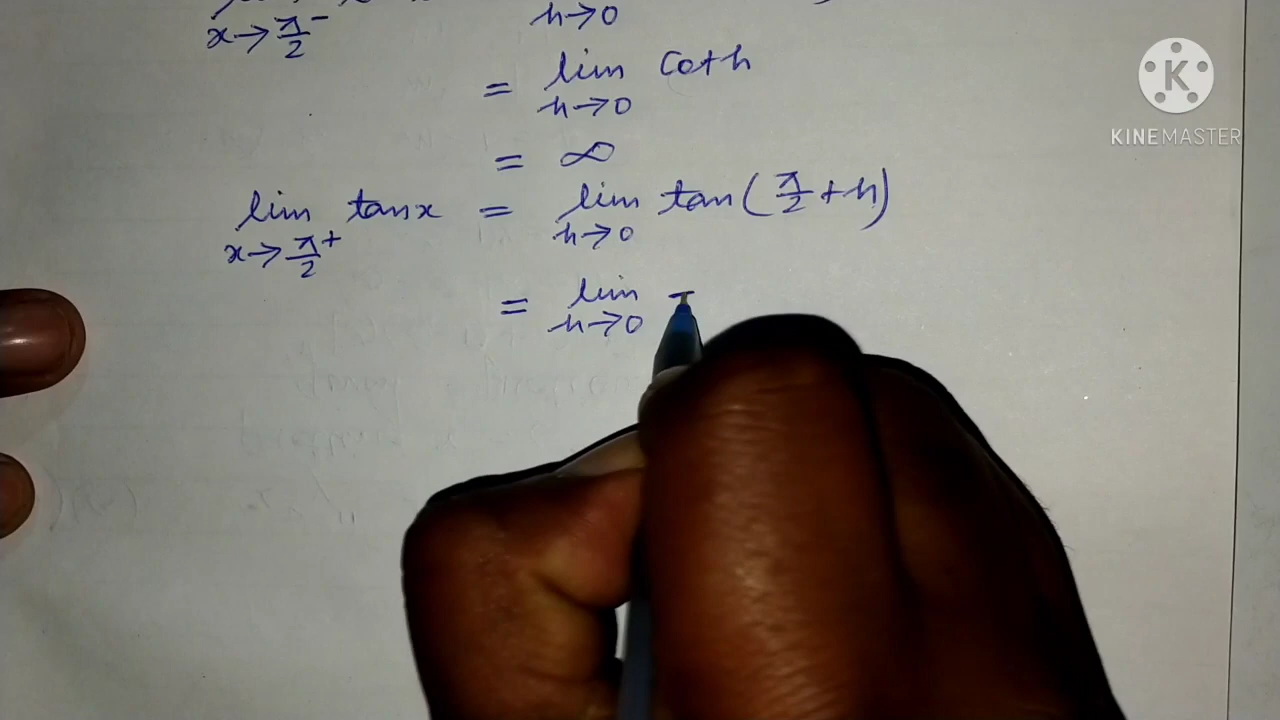 x→π/2⁻ h→0
= lim cot h
h→0
= ∞
lim tan x = lim tan(π/2 + h)
x→π/2⁺ h→0
= lim -
h→0
K
KINEMASTER